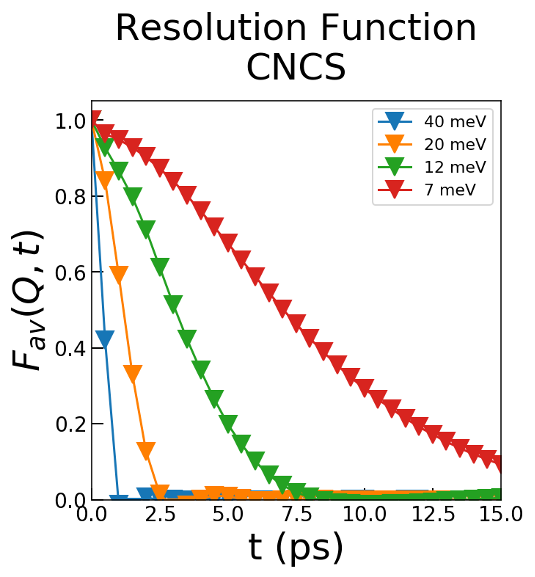 Resolution Function
CNCS
1.0
0.8
0.6
0.4
0.2
0.0
F_av(Q, t)
40 meV
20 meV
12 meV
7 meV
0.0 2.5 5.0 7.5 10.0 12.5 15.0
t (ps)